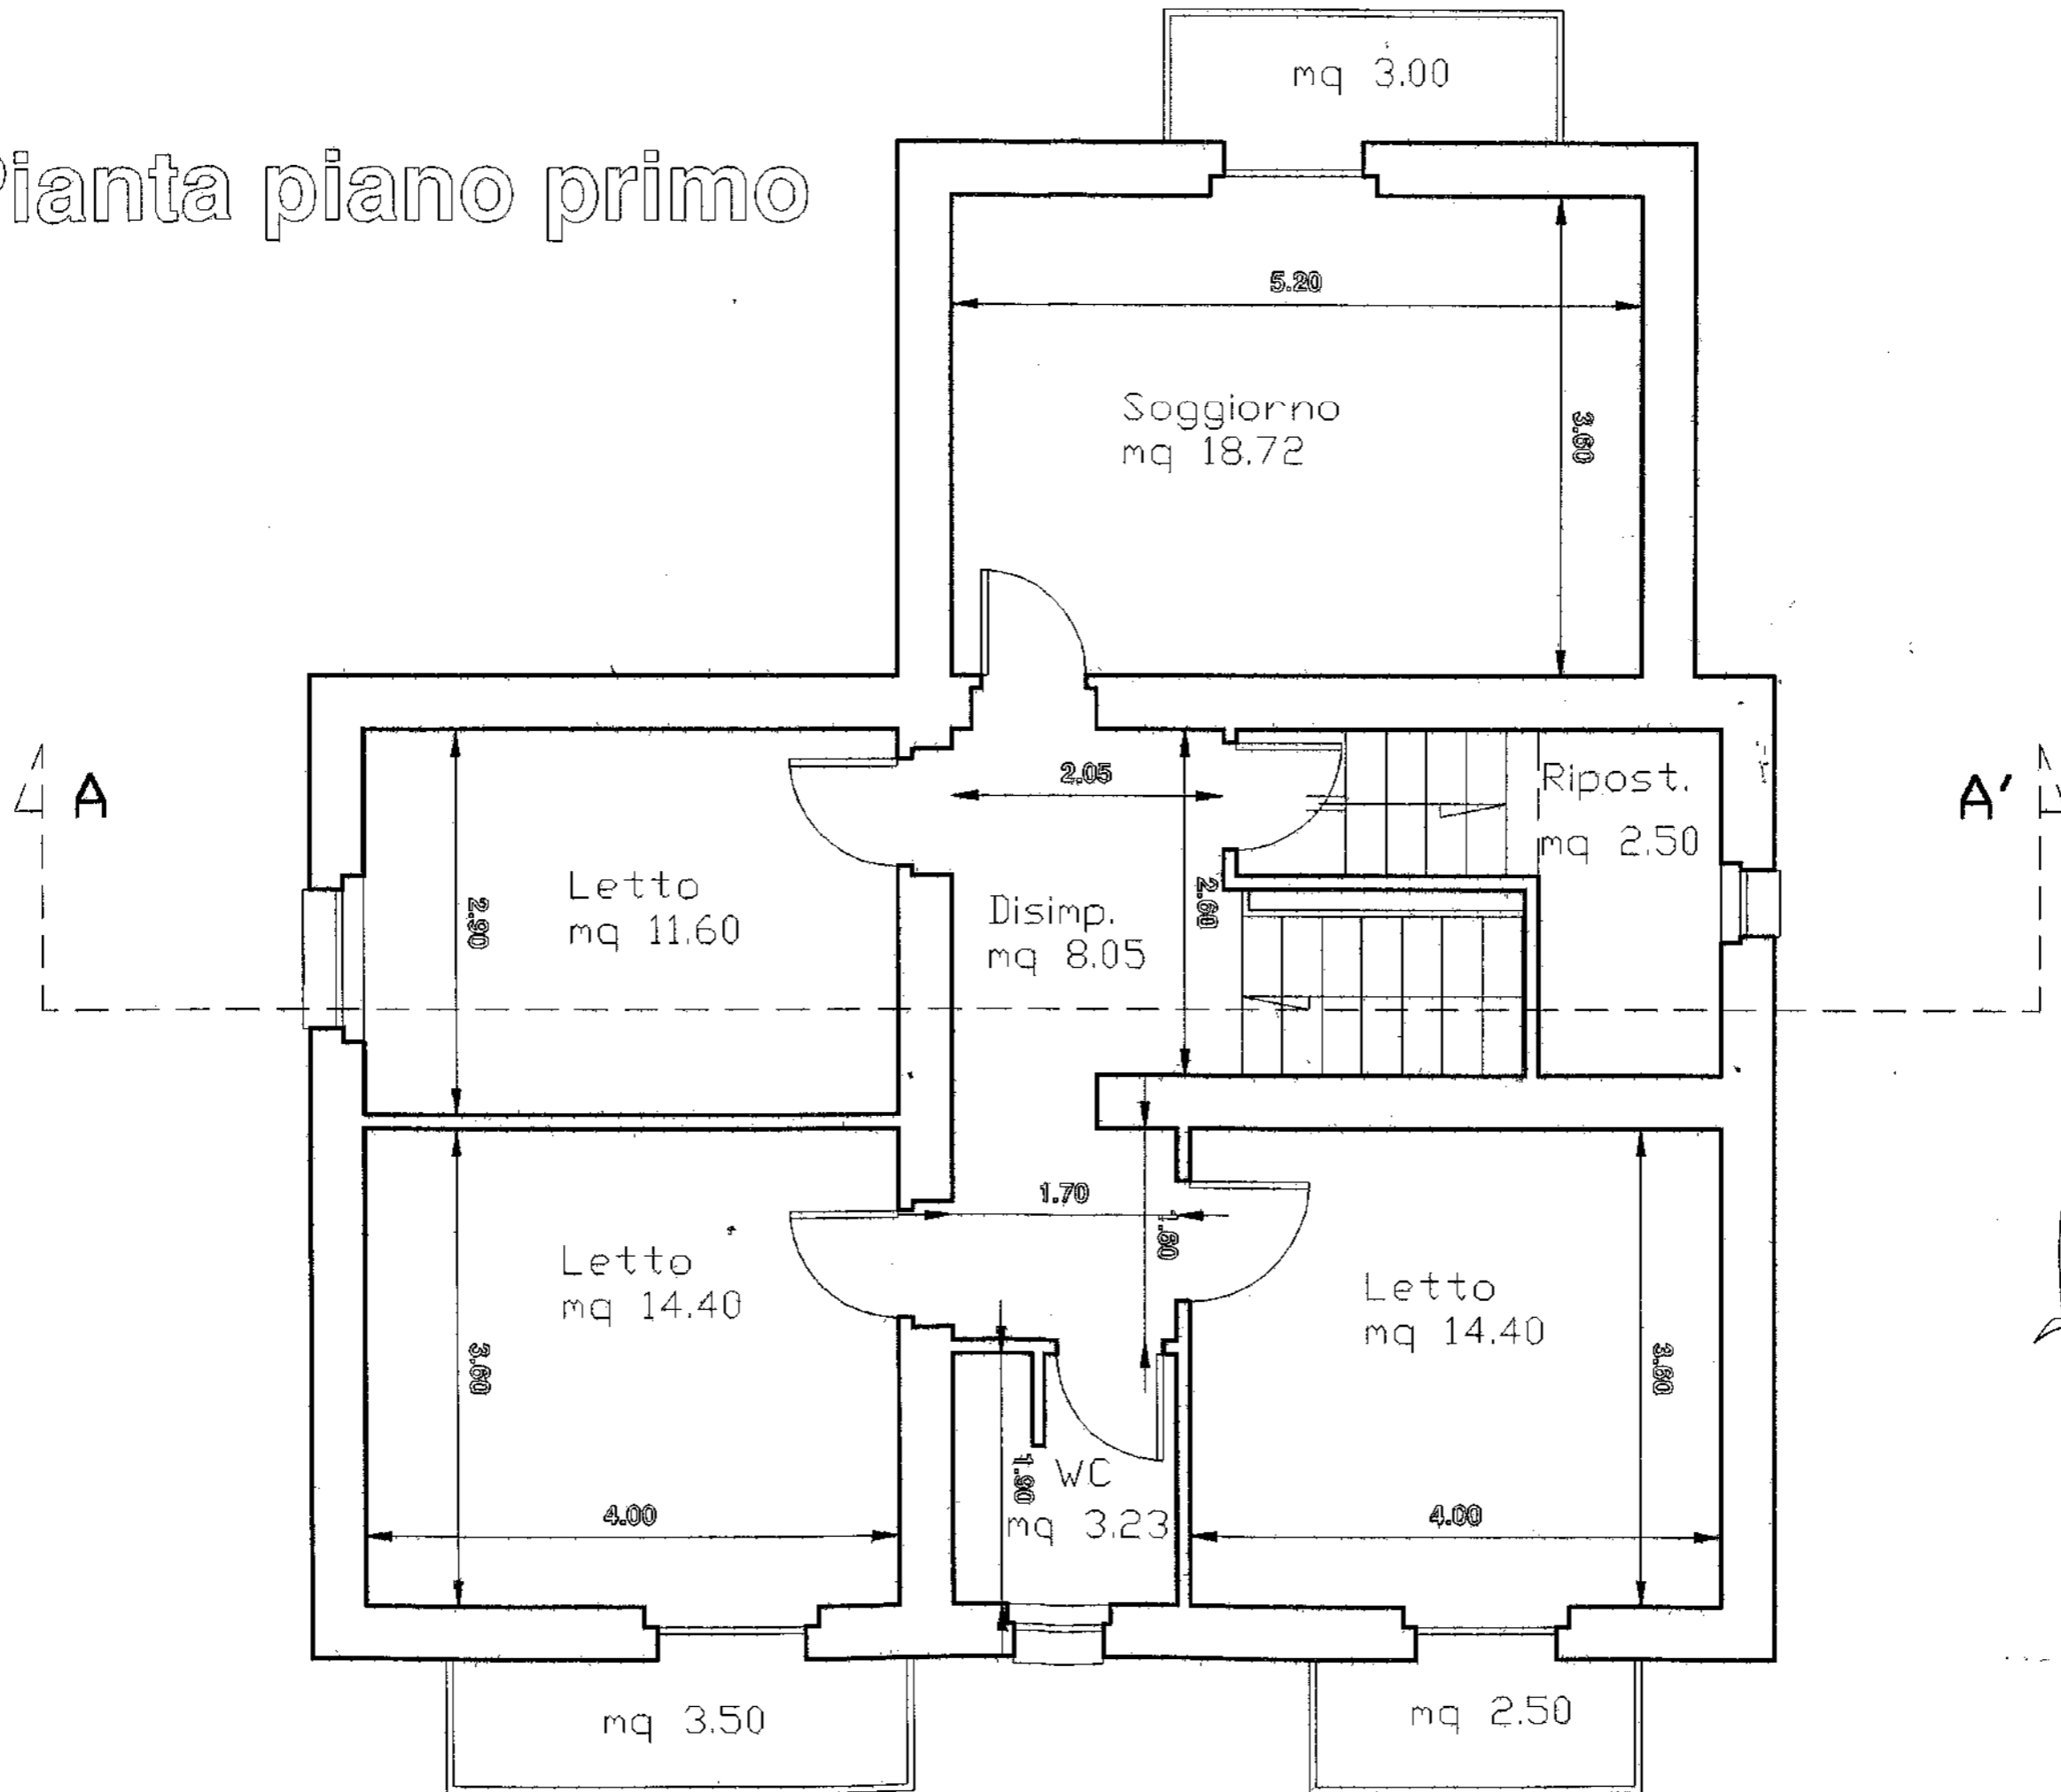 Pianta piano primo
mq 3.00
5.20
Soggiorno
mq 18.72
3.60
A
A'
2.05
Ripost.
mq 2.50
Letto
mq 11.60
2.90
Disimp.
mq 8.05
2.60
1.70
1.60
Letto
mq 14.40
3.60
Letto
mq 14.40
3.60
1.90
WC
mq 3.23
4.00
4.00
mq 3.50
mq 2.50